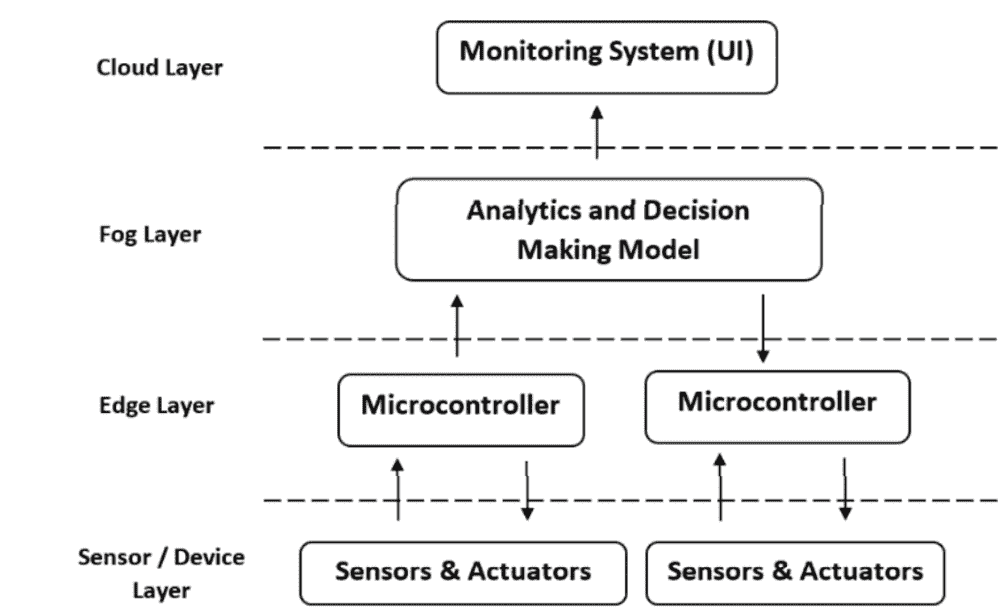 Cloud Layer
Monitoring System (UI)
Fog Layer
Analytics and Decision
Making Model
Edge Layer
Microcontroller
Microcontroller
Sensor / Device
Layer
Sensors & Actuators
Sensors & Actuators